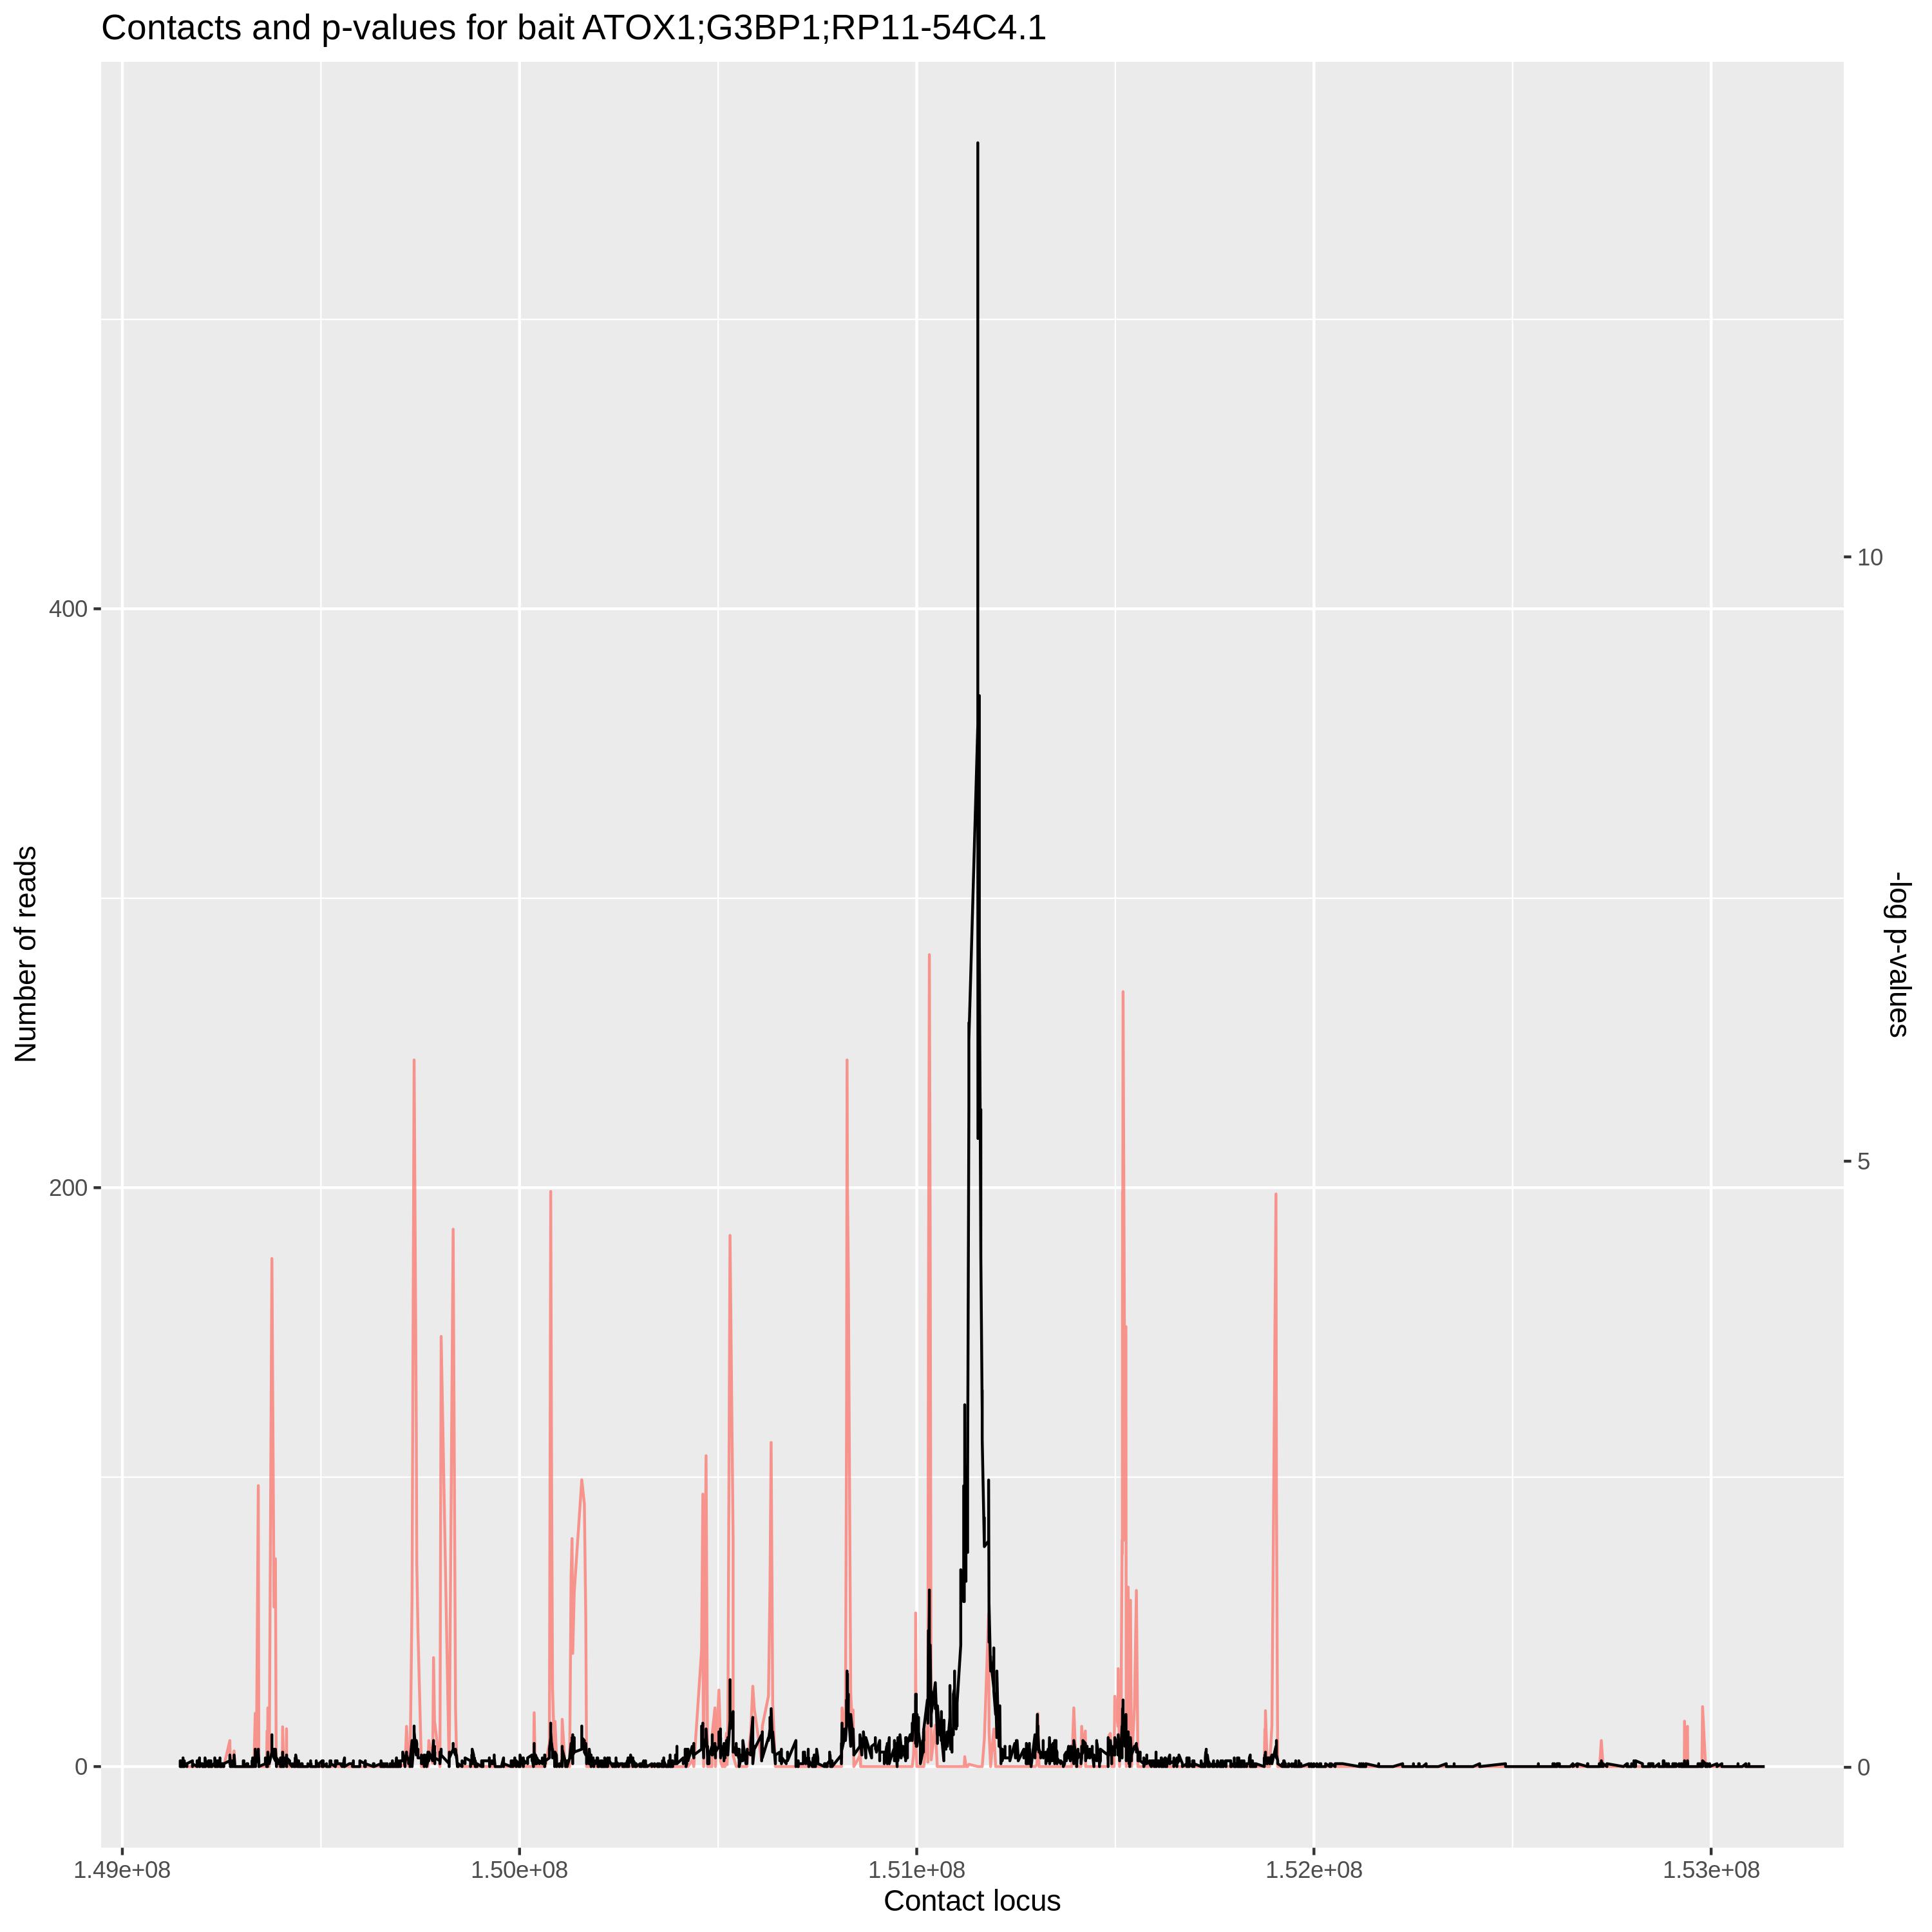 Contacts and p-values for bait ATOX1;G3BP1;RP11-54C4.1
Number of reads
400
200
0
10
5
0
-log p-values
1.49e+08 1.50e+08 1.51e+08 1.52e+08 1.53e+08
Contact locus